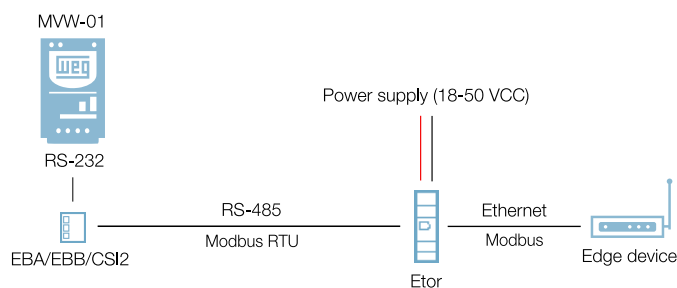 MVW-01
weg
Power supply (18-50 VCC)
RS-232
RS-485
Ethernet
Modbus RTU
Modbus
EBA/EBB/CSI2
Edge device
Etor